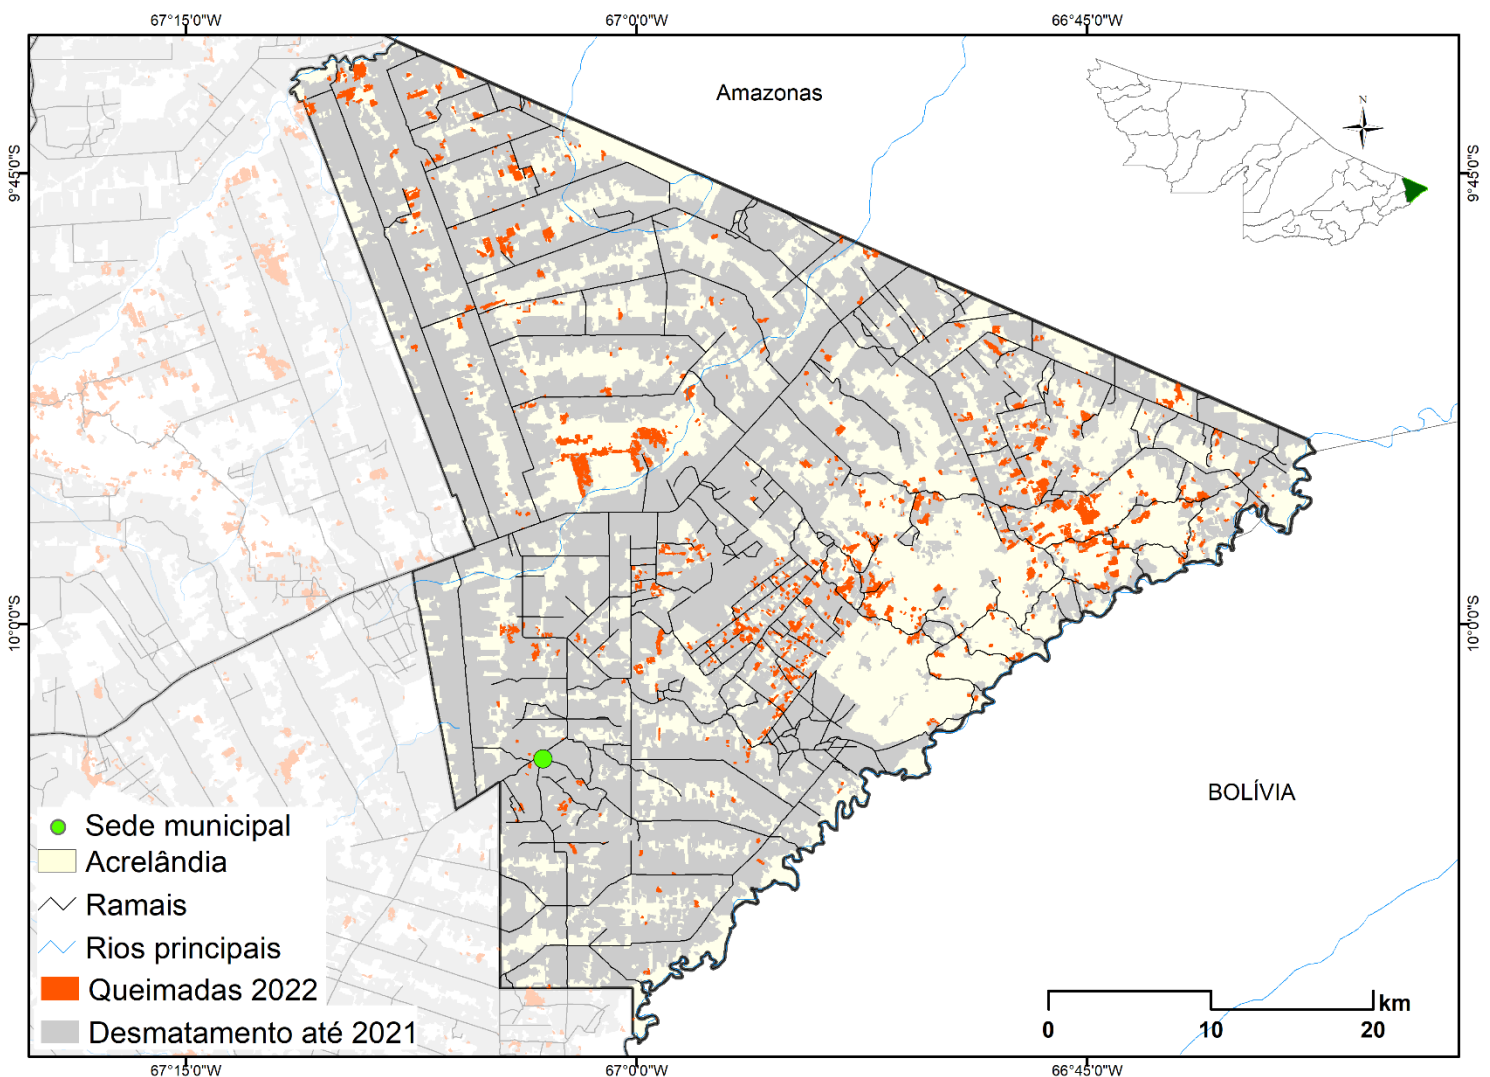 67°15'0"W
67°0'0"W
66°45'0"W
Amazonas
N
9°45'0"S
9°45'0"S
10°0'0"S
10°0'0"S
BOLÍVIA
Sede municipal
Acrelândia
Ramais
Rios principais
Queimadas 2022
Desmatamento até 2021
km
0
10
20
67°15'0"W
67°0'0"W
66°45'0"W